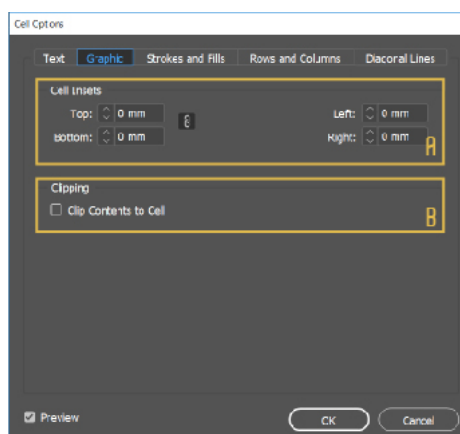 Cell Options
Text Graphic Strokes and Fills Rows and Columns Diagonal Lines
Cell Insets
Top: 0 mm Left: 0 mm
Bottom: 0 mm Right: 0 mm
A
Clipping
Clip Contents to Cell
B
Preview OK Cancel